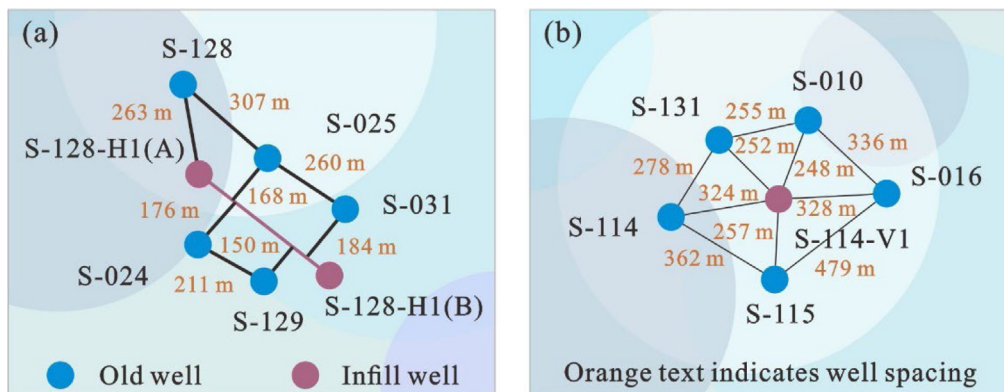 (a)
S-128
263 m
307 m
S-025
S-128-H1(A)
260 m
168 m
S-031
176 m
150 m
184 m
S-024
211 m
S-128-H1(B)
S-129
Old well
Infill well
(b)
S-010
255 m
S-131
252 m
336 m
278 m
248 m
S-016
324 m
328 m
S-114
257 m
S-114-V1
362 m
479 m
S-115
Orange text indicates well spacing